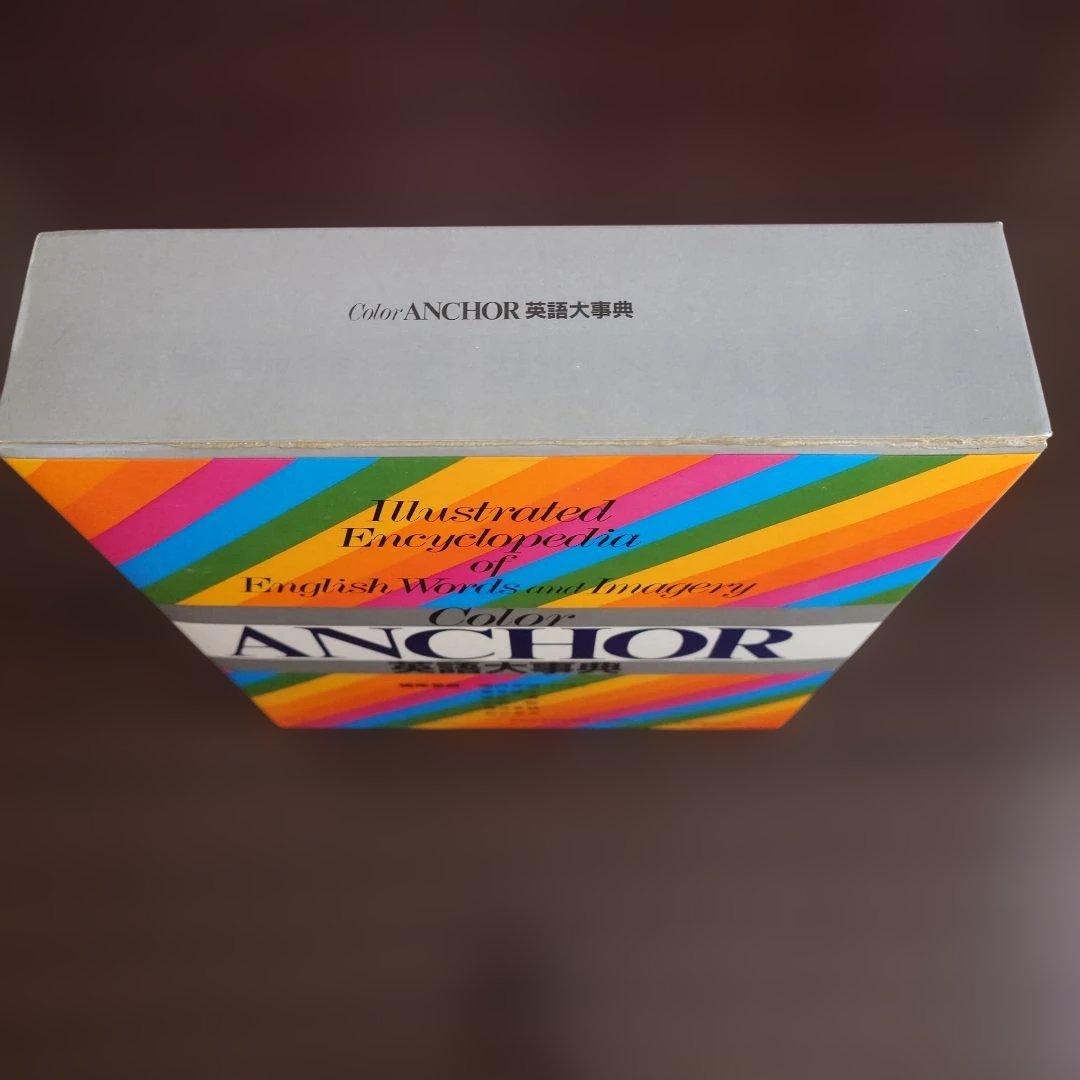 Color ANCHOR 英語大事典
Illustrated
Encyclopedia
of
English Words and Imagery
Color
ANCHOR
英語大事典